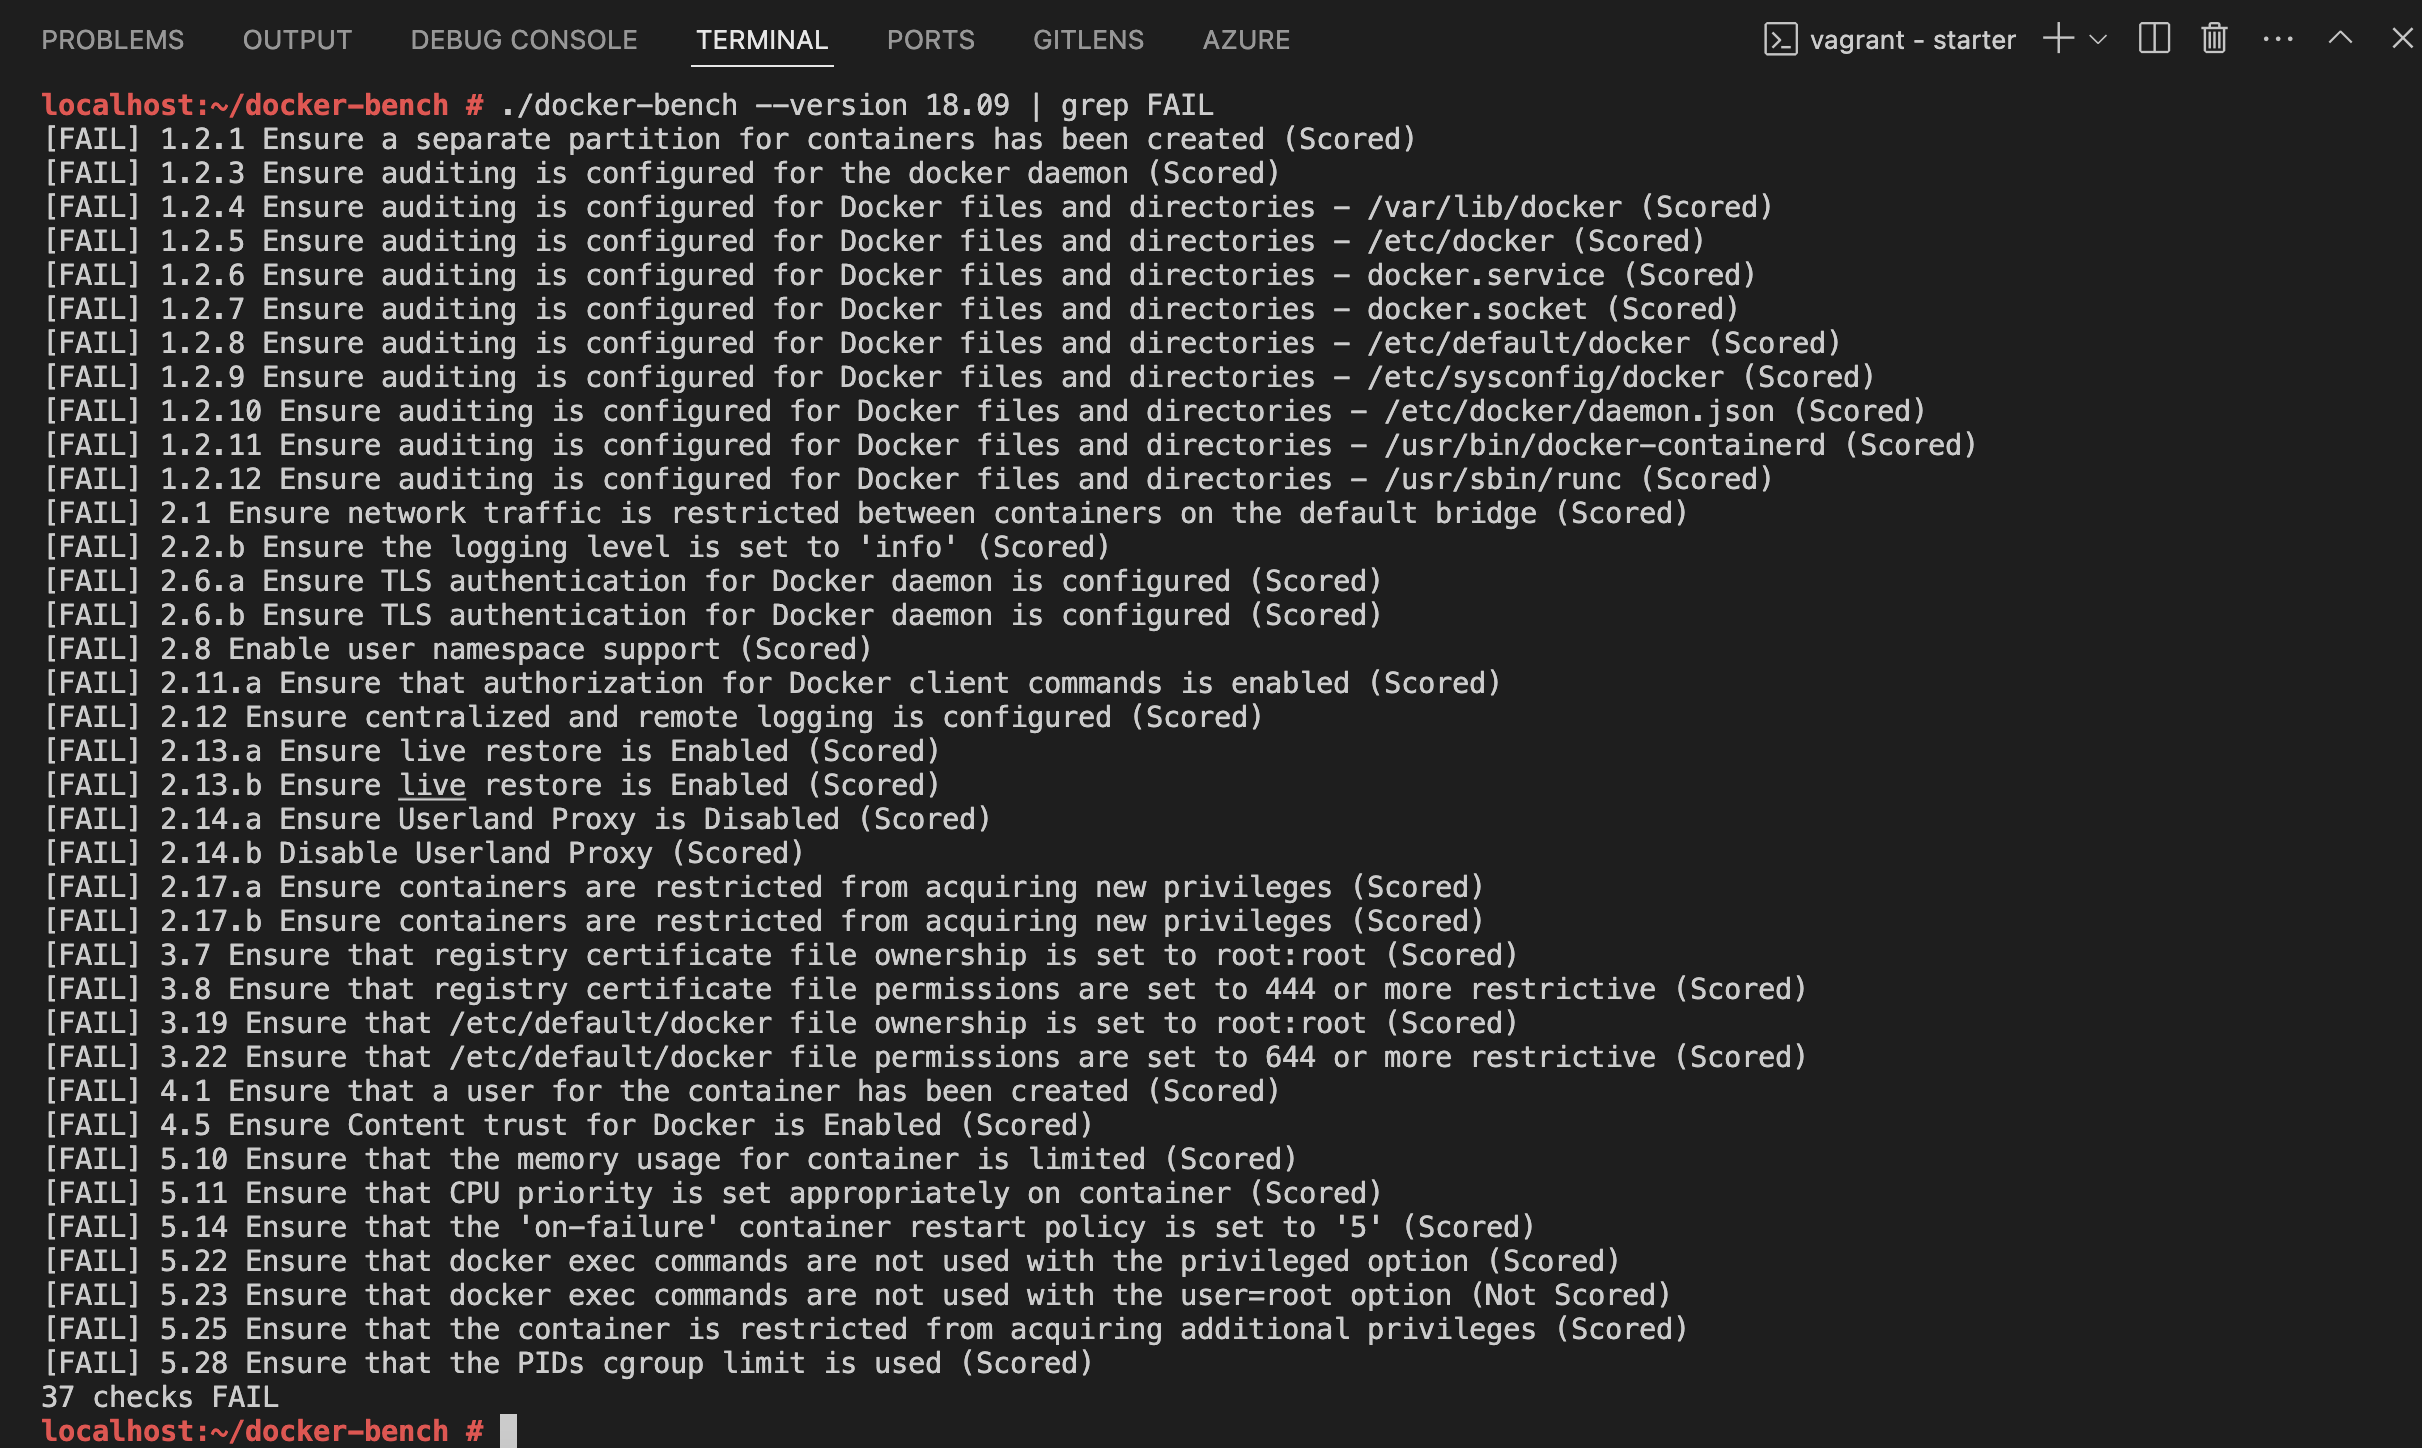 PROBLEMS OUTPUT DEBUG CONSOLE TERMINAL PORTS GITLENS AZURE vagrant - starter
localhost:~/docker-bench # ./docker-bench --version 18.09 | grep FAIL
[FAIL] 1.2.1 Ensure a separate partition for containers has been created (Scored)
[FAIL] 1.2.3 Ensure auditing is configured for the docker daemon (Scored)
[FAIL] 1.2.4 Ensure auditing is configured for Docker files and directories - /var/lib/docker (Scored)
[FAIL] 1.2.5 Ensure auditing is configured for Docker files and directories - /etc/docker (Scored)
[FAIL] 1.2.6 Ensure auditing is configured for Docker files and directories - docker.service (Scored)
[FAIL] 1.2.7 Ensure auditing is configured for Docker files and directories - docker.socket (Scored)
[FAIL] 1.2.8 Ensure auditing is configured for Docker files and directories - /etc/default/docker (Scored)
[FAIL] 1.2.9 Ensure auditing is configured for Docker files and directories - /etc/sysconfig/docker (Scored)
[FAIL] 1.2.10 Ensure auditing is configured for Docker files and directories - /etc/docker/daemon.json (Scored)
[FAIL] 1.2.11 Ensure auditing is configured for Docker files and directories - /usr/bin/docker-containerd (Scored)
[FAIL] 1.2.12 Ensure auditing is configured for Docker files and directories - /usr/sbin/runc (Scored)
[FAIL] 2.1 Ensure network traffic is restricted between containers on the default bridge (Scored)
[FAIL] 2.2.b Ensure the logging level is set to 'info' (Scored)
[FAIL] 2.6.a Ensure TLS authentication for Docker daemon is configured (Scored)
[FAIL] 2.6.b Ensure TLS authentication for Docker daemon is configured (Scored)
[FAIL] 2.8 Enable user namespace support (Scored)
[FAIL] 2.11.a Ensure that authorization for Docker client commands is enabled (Scored)
[FAIL] 2.12 Ensure centralized and remote logging is configured (Scored)
[FAIL] 2.13.a Ensure live restore is Enabled (Scored)
[FAIL] 2.13.b Ensure live restore is Enabled (Scored)
[FAIL] 2.14.a Ensure Userland Proxy is Disabled (Scored)
[FAIL] 2.14.b Disable Userland Proxy (Scored)
[FAIL] 2.17.a Ensure containers are restricted from acquiring new privileges (Scored)
[FAIL] 2.17.b Ensure containers are restricted from acquiring new privileges (Scored)
[FAIL] 3.7 Ensure that registry certificate file ownership is set to root:root (Scored)
[FAIL] 3.8 Ensure that registry certificate file permissions are set to 444 or more restrictive (Scored)
[FAIL] 3.19 Ensure that /etc/default/docker file ownership is set to root:root (Scored)
[FAIL] 3.22 Ensure that /etc/default/docker file permissions are set to 644 or more restrictive (Scored)
[FAIL] 4.1 Ensure that a user for the container has been created (Scored)
[FAIL] 4.5 Ensure Content trust for Docker is Enabled (Scored)
[FAIL] 5.10 Ensure that the memory usage for container is limited (Scored)
[FAIL] 5.11 Ensure that CPU priority is set appropriately on container (Scored)
[FAIL] 5.14 Ensure that the 'on-failure' container restart policy is set to '5' (Scored)
[FAIL] 5.22 Ensure that docker exec commands are not used with the privileged option (Scored)
[FAIL] 5.23 Ensure that docker exec commands are not used with the user=root option (Not Scored)
[FAIL] 5.25 Ensure that the container is restricted from acquiring additional privileges (Scored)
[FAIL] 5.28 Ensure that the PIDs cgroup limit is used (Scored)
37 checks FAIL
localhost:~/docker-bench #